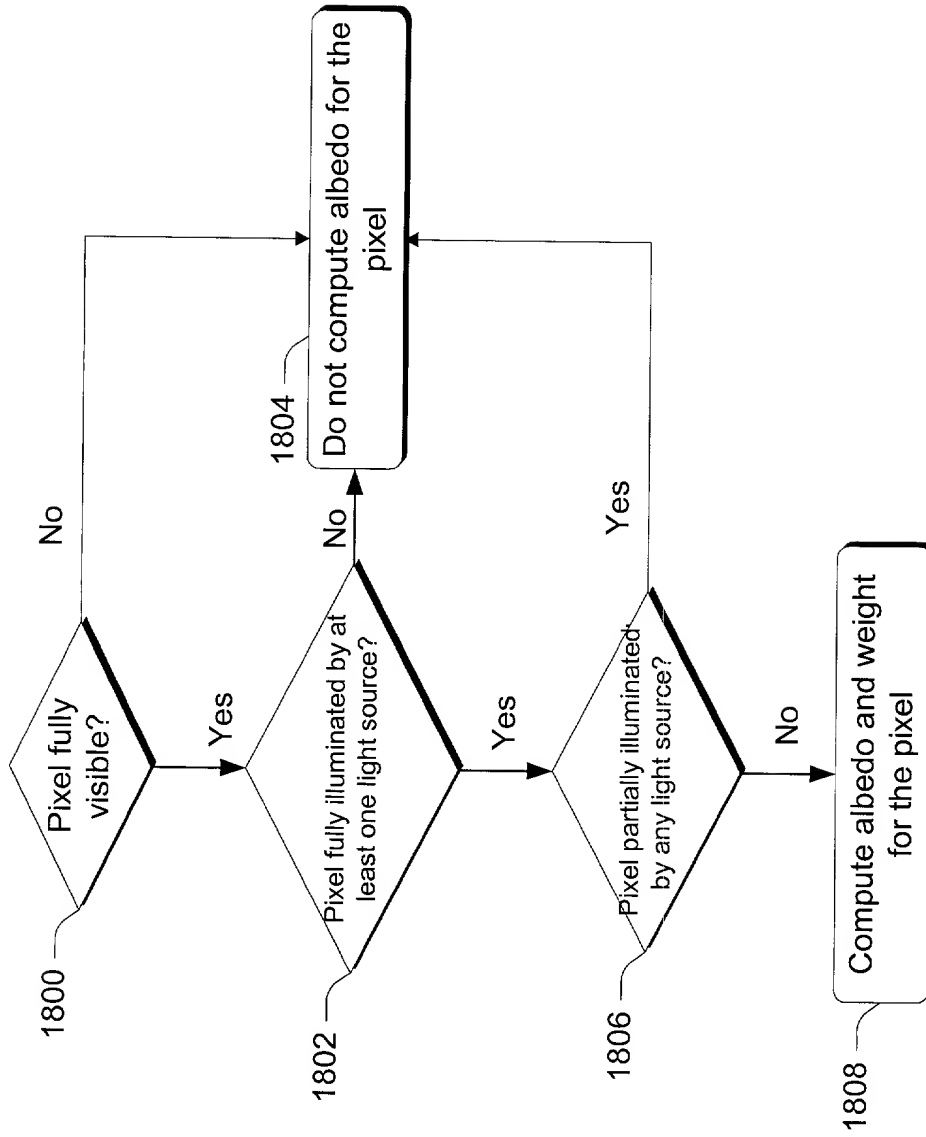 1800
Pixel fully
visible?
No
Yes
1802
Pixel fully illuminated by at
least one light source?
No
1804
Do not compute albedo for the
pixel
Yes
1806
Pixel partially illuminated
by any light source?
Yes
No
1808
Compute albedo and weight
for the pixel